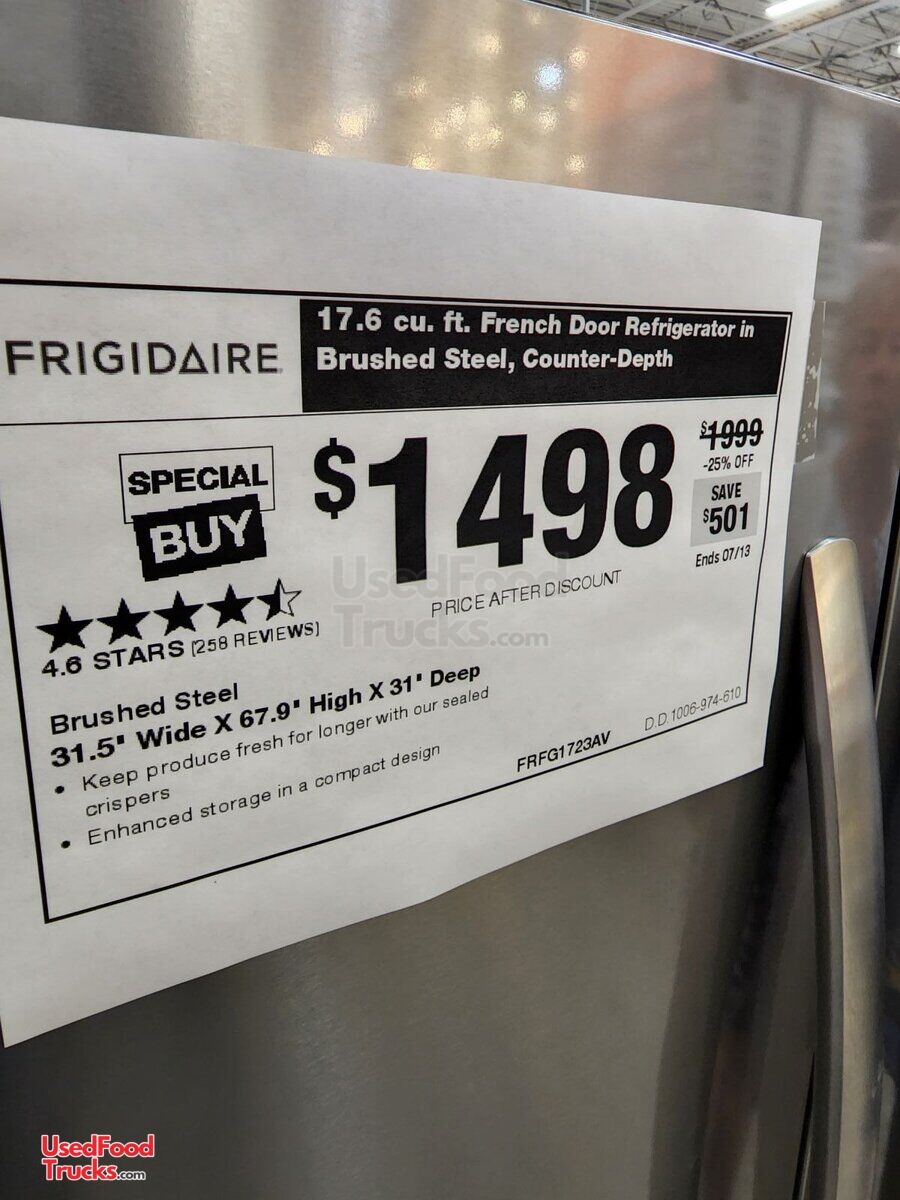 FRIGIDAIRE
17.6 cu. ft. French Door Refrigerator in
Brushed Steel, Counter-Depth
SPECIAL
BUY
$1498
$1999
-25% OFF
SAVE
$501
Ends 07/13
PRICE AFTER DISCOUNT
4.6 STARS (258 REVIEWS)
Brushed Steel
31.5" Wide X 67.9" High X 31" Deep
• Keep produce fresh for longer with our sealed
crispers
• Enhanced storage in a compact design
FRFG1723AV
D.D.1006-974-610
UsedFood
Trucks.com
UsedFood
Trucks.com